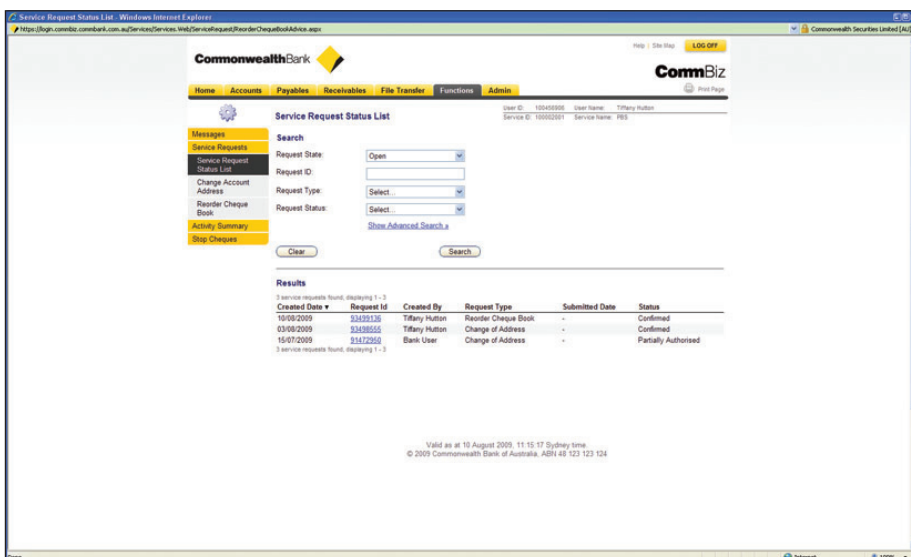 Service Request Status List - Windows Internet Explorer
https://login.commbiz.commbank.com.au/Services/Services.Web/ServiceRequest/ReorderChequeBookAdvice.aspx
Commonwealth Securities Limited [AU]
Help | Site Map LOG OFF
CommonwealthBank
CommBiz
Home Accounts Payables Receivables File Transfer Functions Admin
Print Page
User ID: 100458906 User Name: Tiffany Hutton
Service ID: 100002501 Service Name: PBS
Service Request Status List
Messages
Service Requests
Service Request
Status List
Change Account
Address
Reorder Cheque
Book
Activity Summary
Stop Cheques
Search
Request State: Open
Request ID:
Request Type: Select...
Request Status: Select...
Show Advanced Search »
Clear Search
Results
3 service requests found, displaying 1 - 3
Created Date ▼ Request Id Created By Request Type Submitted Date Status
10/08/2009 93499136 Tiffany Hutton Reorder Cheque Book - Confirmed
03/08/2009 93498555 Tiffany Hutton Change of Address - Confirmed
15/07/2009 91472950 Bank User Change of Address - Partially Authorised
3 service requests found, displaying 1 - 3
Valid as at 10 August 2009, 11:15:17 Sydney time.
© 2009 Commonwealth Bank of Australia, ABN 48 123 123 124
Internet 100%